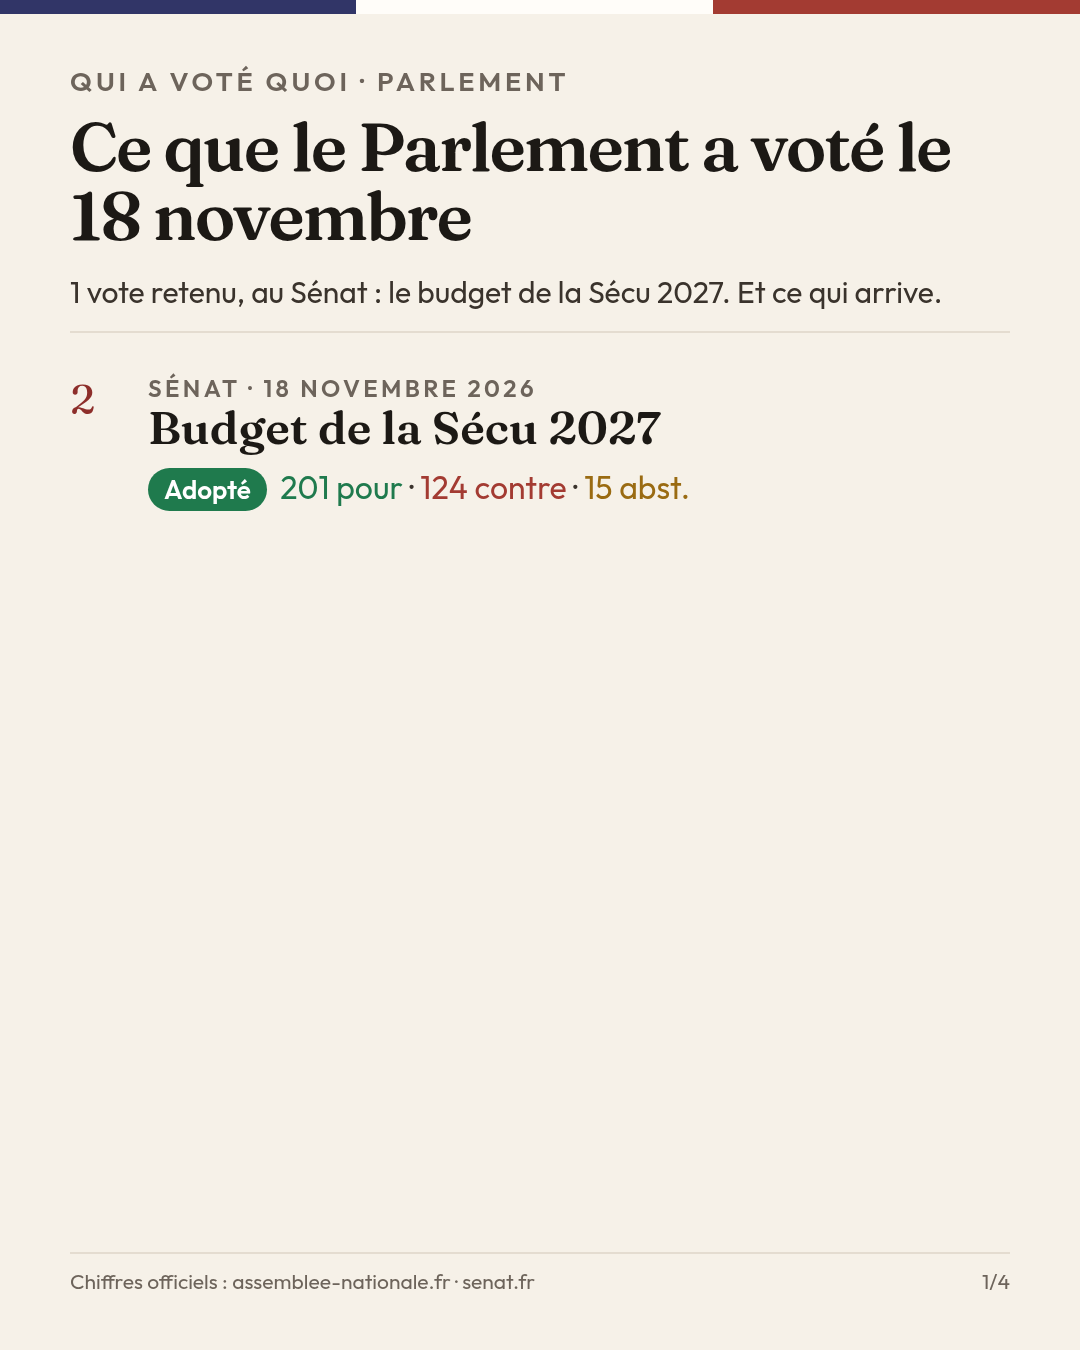 QUI A VOTÉ QUOI · PARLEMENT
Ce que le Parlement a voté le
18 novembre
1 vote retenu, au Sénat : le budget de la Sécu 2027. Et ce qui arrive.
2
SÉNAT · 18 NOVEMBRE 2026
Budget de la Sécu 2027
Adopté 201 pour · 124 contre · 15 abst.
Chiffres officiels : assemblee-nationale.fr · senat.fr
1/4